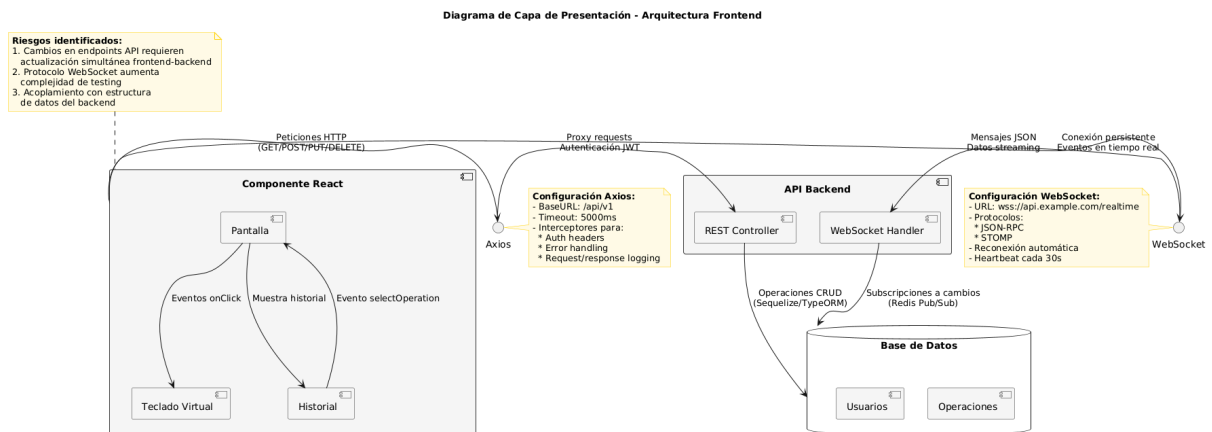 Diagrama de Capa de Presentación - Arquitectura Frontend
Riesgos identificados:
1. Cambios en endpoints API requieren
actualización simultánea frontend-backend
2. Protocolo WebSocket aumenta
complejidad de testing
3. Acoplamiento con estructura
de datos del backend
Peticiones HTTP
(GET/POST/PUT/DELETE)
Proxy requests
Autenticación JWT
Mensajes JSON
Datos streaming
Conexión persistente
Eventos en tiempo real
Componente React
Pantalla
Eventos onClick
Muestra historial
Evento selectOperation
Teclado Virtual
Historial
Axios
Configuración Axios:
- BaseURL: /api/v1
- Timeout: 5000ms
- Interceptores para:
* Auth headers
* Error handling
* Request/response logging
API Backend
REST Controller
WebSocket Handler
Configuración WebSocket:
- URL: wss://api.example.com/realtime
- Protocolos:
* JSON-RPC
* STOMP
- Reconexión automática
- Heartbeat cada 30s
WebSocket
Operaciones CRUD
(Sequelize/TypeORM)
Subscripciones a cambios
(Redis Pub/Sub)
Base de Datos
Usuarios
Operaciones